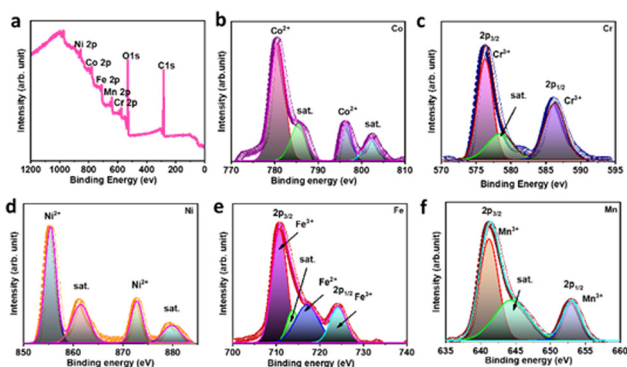 a
Intensity (arb. unit)
Ni 2p
Co 2p
Fe 2p
Mn 2p
Cr 2p
O1s
C1s
1200 1000 800 600 400 200 0
Binding Energy (ev)
b
Co
Intensity (arb.unit)
Co²⁺
sat.
Co²⁺
sat.
770 780 790 800 810
Binding energy (ev)
c
Cr
Intensity (arb.unit)
2p3/2
Cr³⁺
sat.
2p1/2
Cr³⁺
570 575 580 585 590 595
Binding Energy (ev)
d
Ni
Intensity (arb.unit)
Ni²⁺
sat.
Ni²⁺
sat.
850 860 870 880
Binding energy (ev)
e
Fe
Intensity (arb.unit)
2p3/2
Fe³⁺
sat.
Fe²⁺
2p1/2
Fe³⁺
700 710 720 730 740
Binding energy (ev)
f
Mn
Intensity (arb.unit)
2p3/2
Mn³⁺
sat.
2p1/2
Mn³⁺
635 640 645 650 655 660
Binding energy (ev)